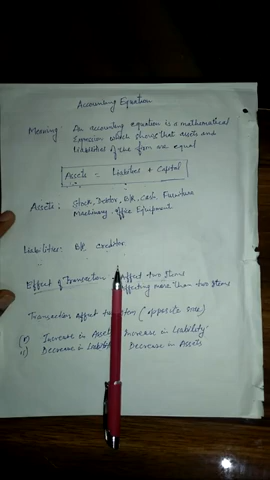 Accounting Equation
Meaning An accounting equation is a mathematical
Expression which shows that assets and
Liabilities of the firm are equal
Assets = Liabilities + Capital
Assets: Stock, Debtor, B/R, Cash, Furniture
Machinery, office Equipment
Liabilities: B/P, Creditor
Effect of Transaction Affect two Items
Affecting more Than two Items
Transaction affect two Item (opposite side)
Increase in Assets Increase in Liability
ii) Decrease in Liabilit Decrease in Assets